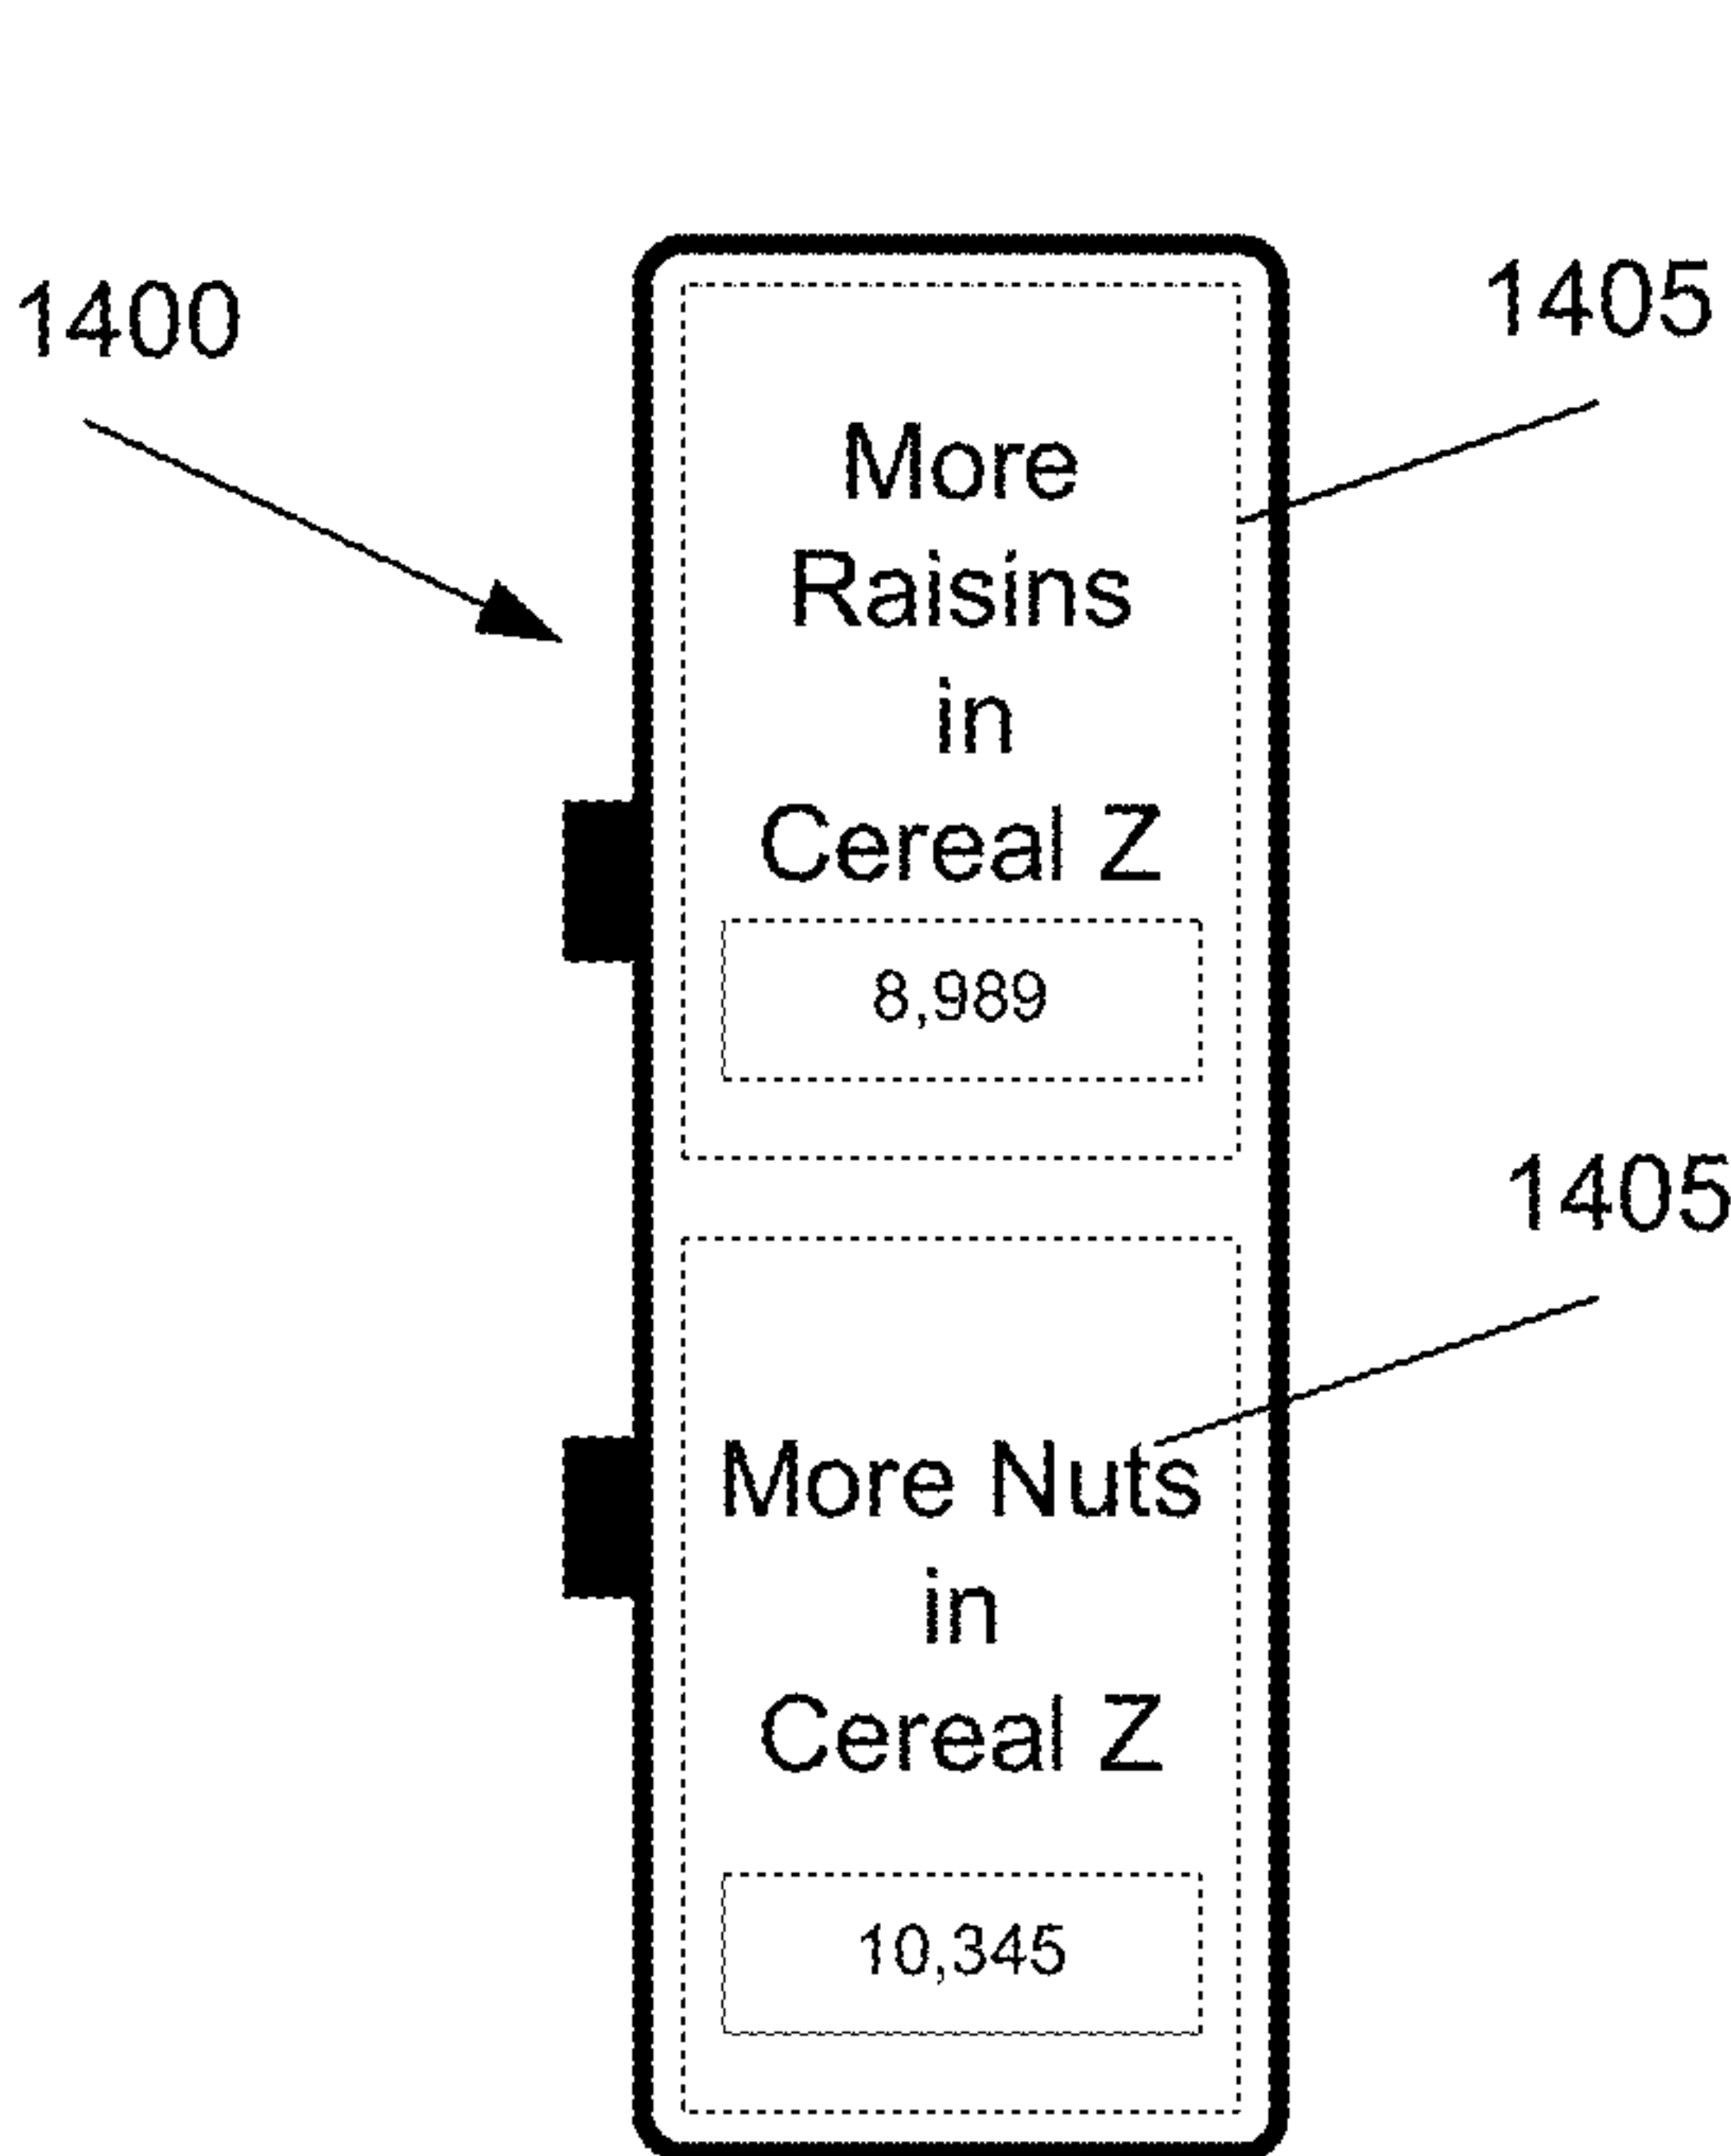 1400
1405
More
Raisins
in
Cereal Z
8,989
1405
More Nuts
in
Cereal Z
10,345